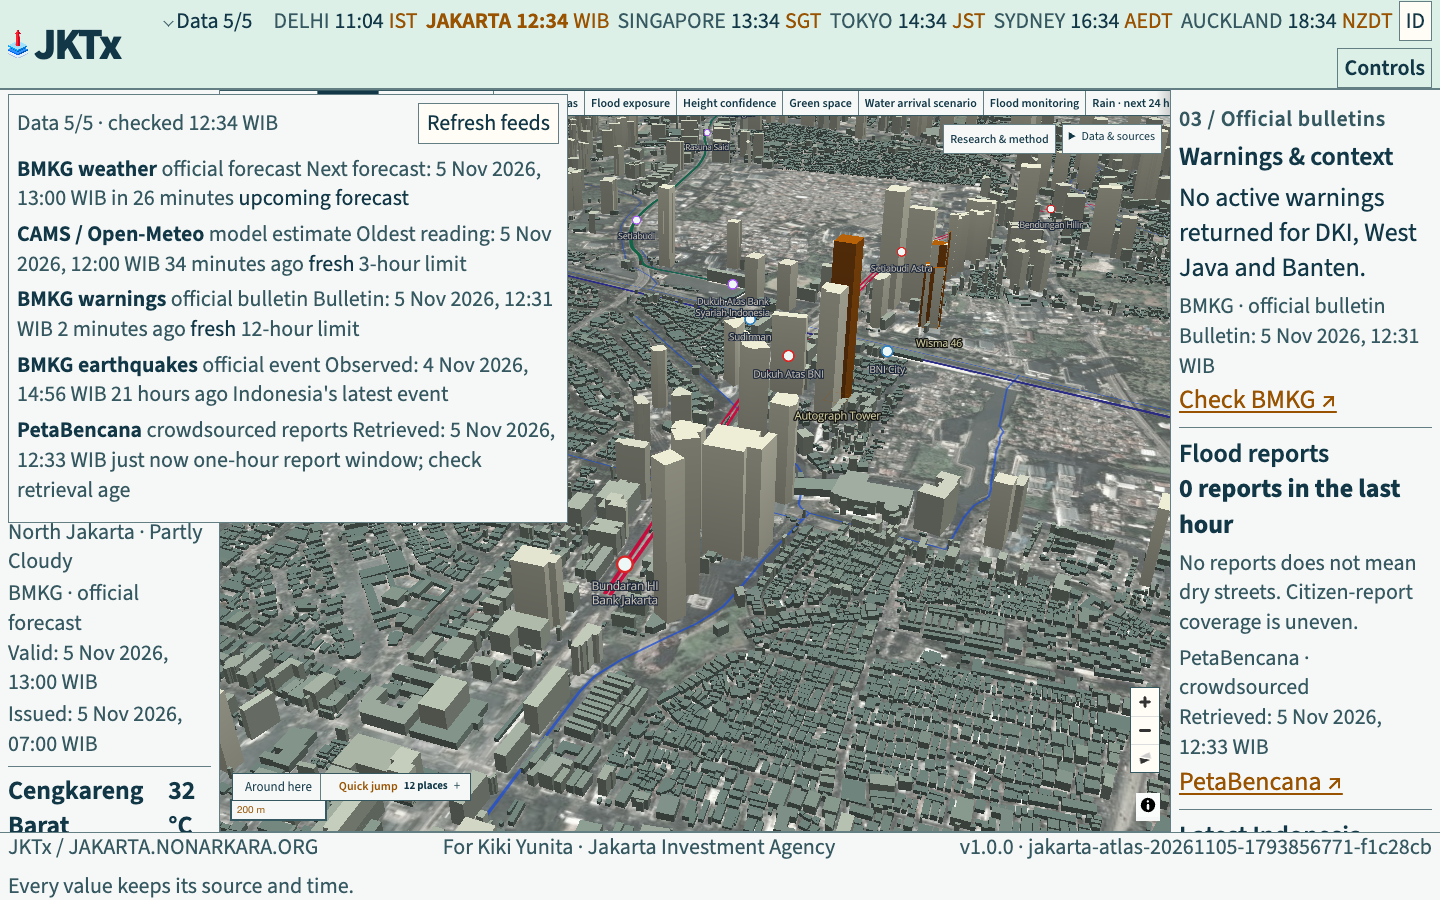 JKTx
Data 5/5 DELHI 11:04 IST JAKARTA 12:34 WIB SINGAPORE 13:34 SGT TOKYO 14:34 JST SYDNEY 16:34 AEDT AUCKLAND 18:34 NZDT ID
Controls
Data 5/5 · checked 12:34 WIB
Refresh feeds
BMKG weather official forecast Next forecast: 5 Nov 2026,
13:00 WIB in 26 minutes upcoming forecast
CAMS / Open-Meteo model estimate Oldest reading: 5 Nov
2026, 12:00 WIB 34 minutes ago fresh 3-hour limit
BMKG warnings official bulletin Bulletin: 5 Nov 2026, 12:31
WIB 2 minutes ago fresh 12-hour limit
BMKG earthquakes official event Observed: 4 Nov 2026,
14:56 WIB 21 hours ago Indonesia's latest event
PetaBencana crowdsourced reports Retrieved: 5 Nov 2026,
12:33 WIB just now one-hour report window; check
retrieval age
North Jakarta · Partly
Cloudy
BMKG · official
forecast
Valid: 5 Nov 2026,
13:00 WIB
Issued: 5 Nov 2026,
07:00 WIB
Cengkareng 32
Barat °C
as Flood exposure Height confidence Green space Water arrival scenario Flood monitoring Rain · next 24 h
Research & method
Data & sources
Rasuna Said
Setiabudi
Bendungan Hilir
Setiabudi Astra
Dukuh Atas Bank
Syariah Indonesia
Sudirman
Wisma 46
Dukuh Atas BNI
BNI City
Autograph Tower
Bundaran HI
Bank Jakarta
Around here
Quick jump 12 places +
200 m
03 / Official bulletins
Warnings & context
No active warnings
returned for DKI, West
Java and Banten.
BMKG · official bulletin
Bulletin: 5 Nov 2026, 12:31
WIB
Check BMKG ↗
Flood reports
0 reports in the last
hour
No reports does not mean
dry streets. Citizen-report
coverage is uneven.
PetaBencana ·
crowdsourced
Retrieved: 5 Nov 2026,
12:33 WIB
PetaBencana ↗
Latest Indonesia
JKTx / JAKARTA.NONARKARA.ORG
For Kiki Yunita · Jakarta Investment Agency
v1.0.0 · jakarta-atlas-20261105-1793856771-f1c28cb
Every value keeps its source and time.